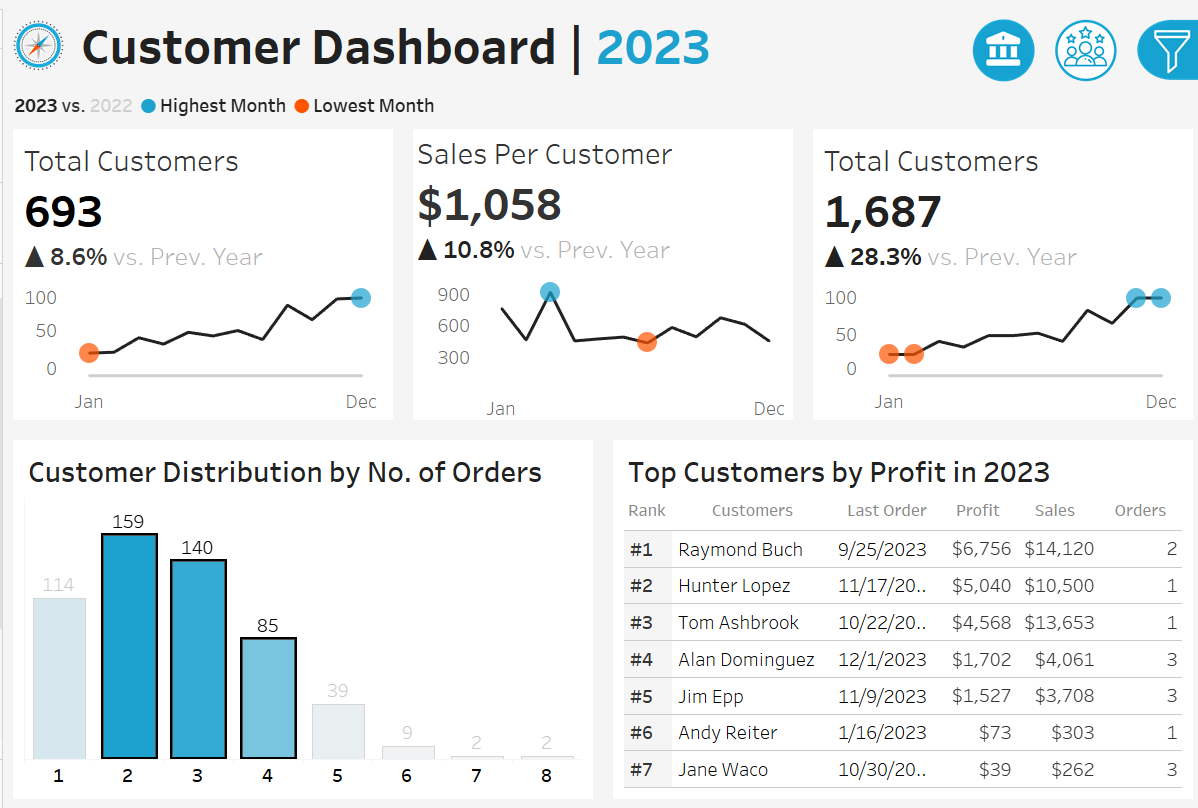 Customer Dashboard | 2023
2023 vs. 2022 Highest Month Lowest Month
Total Customers
693
▲ 8.6% vs. Prev. Year
100
50
0
Jan Dec
Sales Per Customer
$1,058
▲ 10.8% vs. Prev. Year
900
600
300
Jan Dec
Total Customers
1,687
▲ 28.3% vs. Prev. Year
100
50
0
Jan Dec
Customer Distribution by No. of Orders
114 159 140 85 39 9 2 2
1 2 3 4 5 6 7 8
Top Customers by Profit in 2023
Rank Customers Last Order Profit Sales Orders
#1 Raymond Buch 9/25/2023 $6,756 $14,120 2
#2 Hunter Lopez 11/17/20.. $5,040 $10,500 1
#3 Tom Ashbrook 10/22/20.. $4,568 $13,653 1
#4 Alan Dominguez 12/1/2023 $1,702 $4,061 3
#5 Jim Epp 11/9/2023 $1,527 $3,708 3
#6 Andy Reiter 1/16/2023 $73 $303 1
#7 Jane Waco 10/30/20.. $39 $262 3